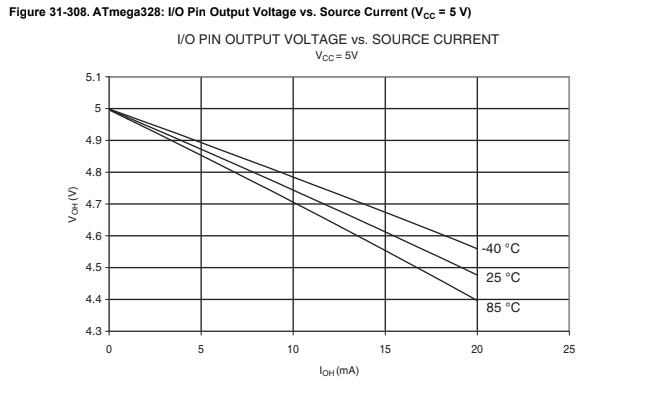 Figure 31-308. ATmega328: I/O Pin Output Voltage vs. Source Current (VCC = 5 V)
I/O PIN OUTPUT VOLTAGE vs. SOURCE CURRENT
VCC = 5V
5.1
5
4.9
4.8
4.7
4.6
4.5
4.4
4.3
VOH (V)
-40 °C
25 °C
85 °C
0 5 10 15 20 25
IOH (mA)